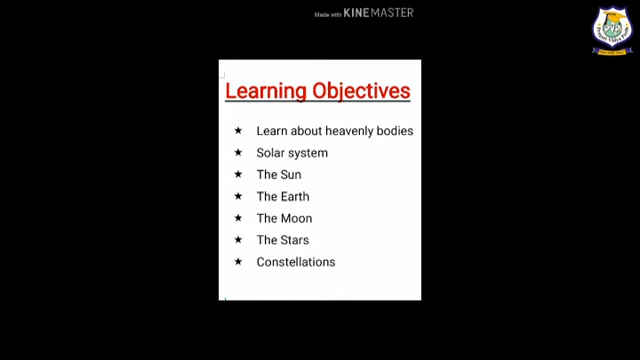 Made with KINEMASTER
Learning Objectives
★ Learn about heavenly bodies
★ Solar system
★ The Sun
★ The Earth
★ The Moon
★ The Stars
★ Constellations